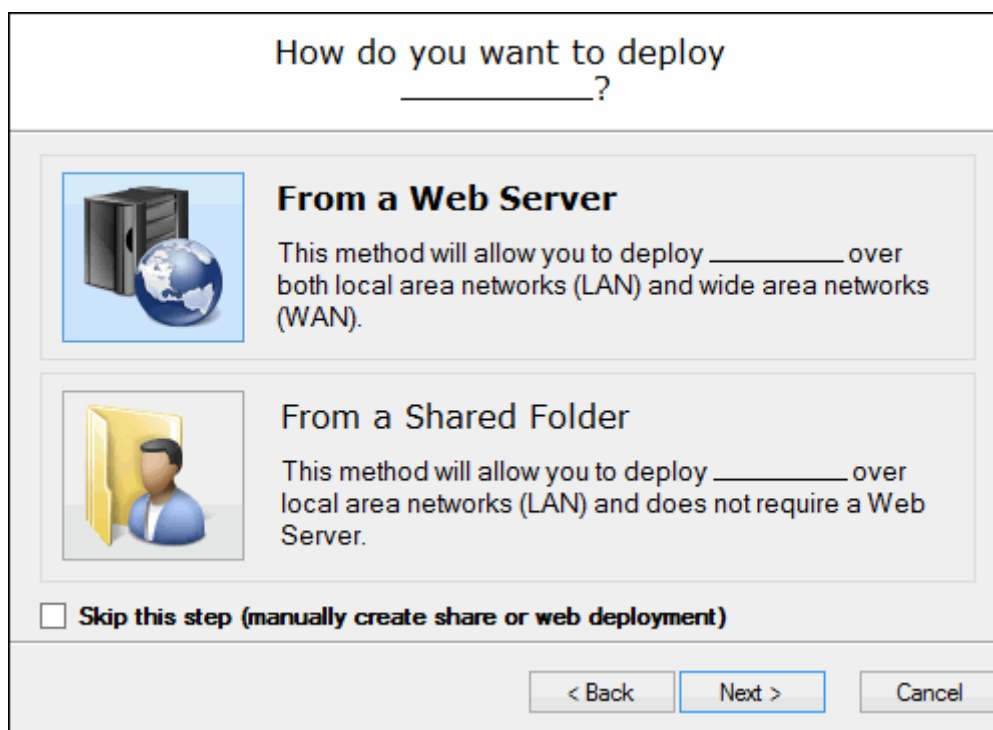 How do you want to deploy
__________?
From a Web Server
This method will allow you to deploy __________ over
both local area networks (LAN) and wide area networks
(WAN).
From a Shared Folder
This method will allow you to deploy __________ over
local area networks (LAN) and does not require a Web
Server.
Skip this step (manually create share or web deployment)
< Back Next > Cancel